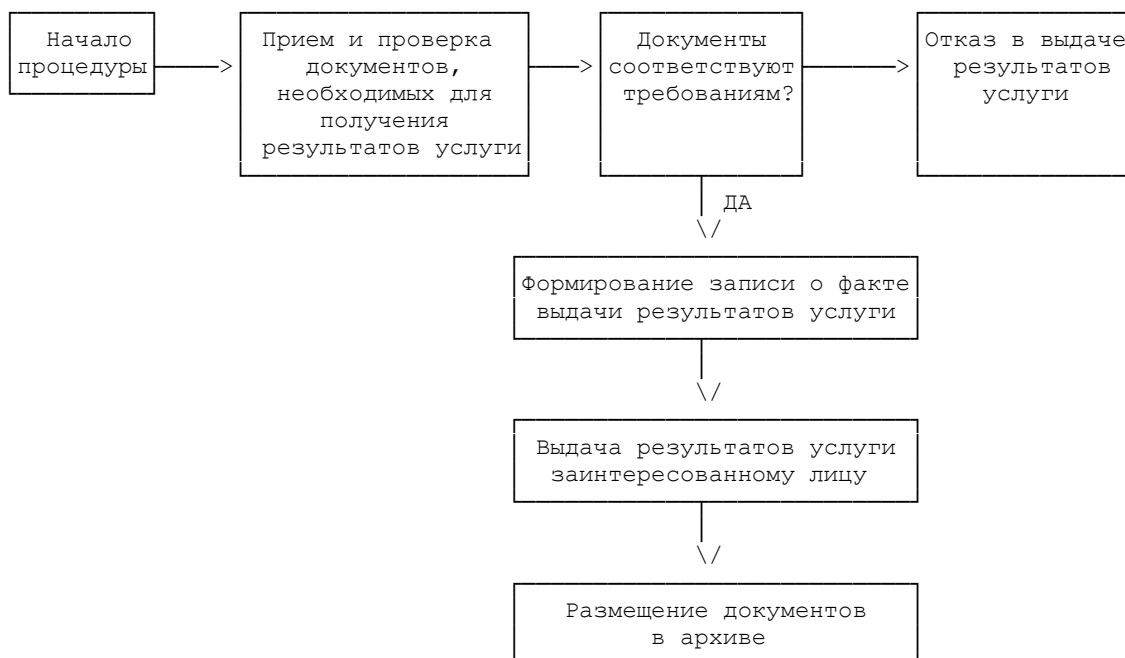 Начало
процедуры
Прием и проверка
документов,
необходимых для
получения
результатов услуги
Документы
соответствуют
требованиям?
Отказ в выдаче
результатов
услуги
ДА
Формирование записи о факте
выдачи результатов услуги
Выдача результатов услуги
заинтересованному лицу
Размещение документов
в архиве